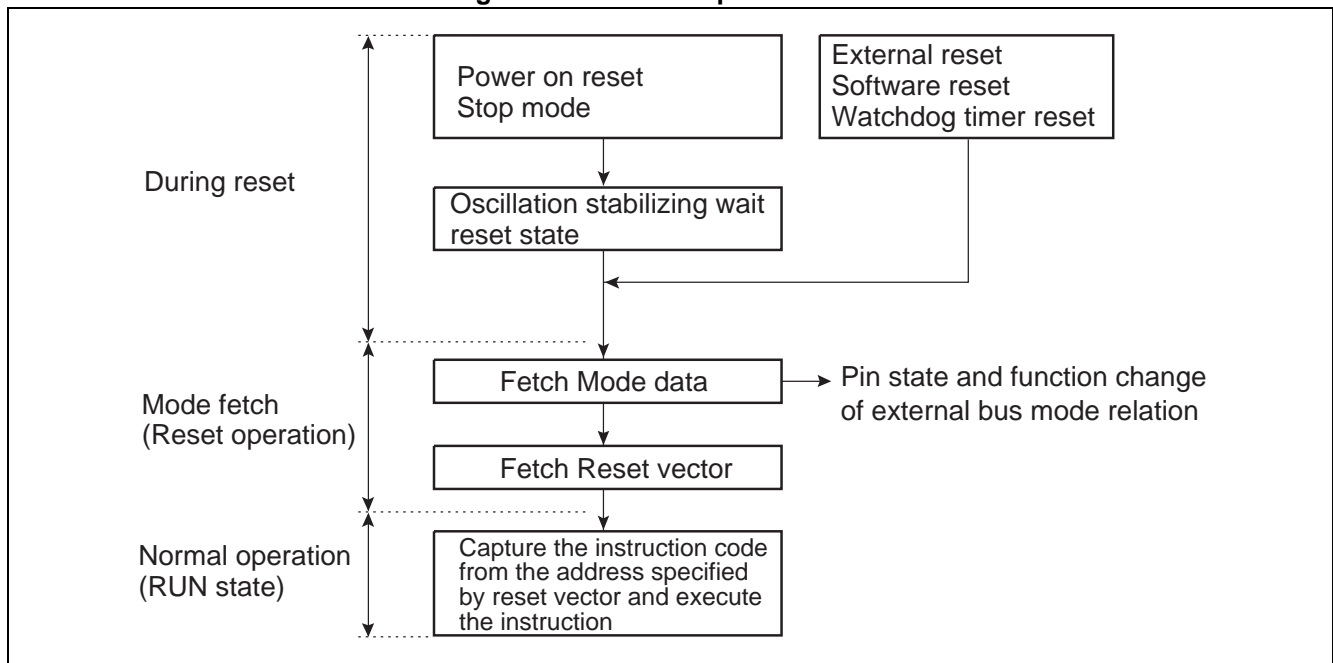 Power on reset
Stop mode
External reset
Software reset
Watchdog timer reset
During reset
Oscillation stabilizing wait
reset state
Mode fetch
(Reset operation)
Fetch Mode data
Pin state and function change
of external bus mode relation
Fetch Reset vector
Normal operation
(RUN state)
Capture the instruction code
from the address specified
by reset vector and execute
the instruction